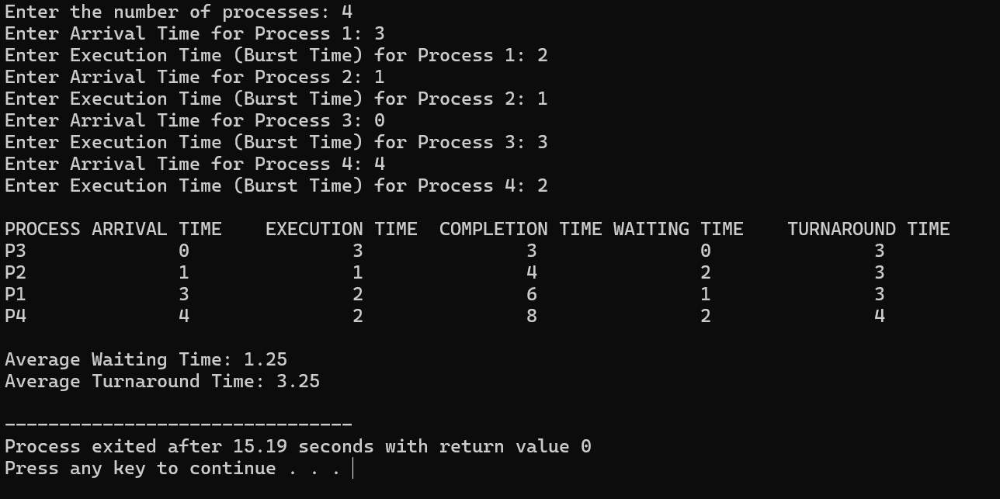 Enter the number of processes: 4
Enter Arrival Time for Process 1: 3
Enter Execution Time (Burst Time) for Process 1: 2
Enter Arrival Time for Process 2: 1
Enter Execution Time (Burst Time) for Process 2: 1
Enter Arrival Time for Process 3: 0
Enter Execution Time (Burst Time) for Process 3: 3
Enter Arrival Time for Process 4: 4
Enter Execution Time (Burst Time) for Process 4: 2
PROCESS ARRIVAL TIME    EXECUTION TIME  COMPLETION TIME WAITING TIME    TURNAROUND TIME
P3              0               3               3               0               3
P2              1               1               4               2               3
P1              3               2               6               1               3
P4              4               2               8               2               4
Average Waiting Time: 1.25
Average Turnaround Time: 3.25
--------------------------------
Process exited after 15.19 seconds with return value 0
Press any key to continue . . .